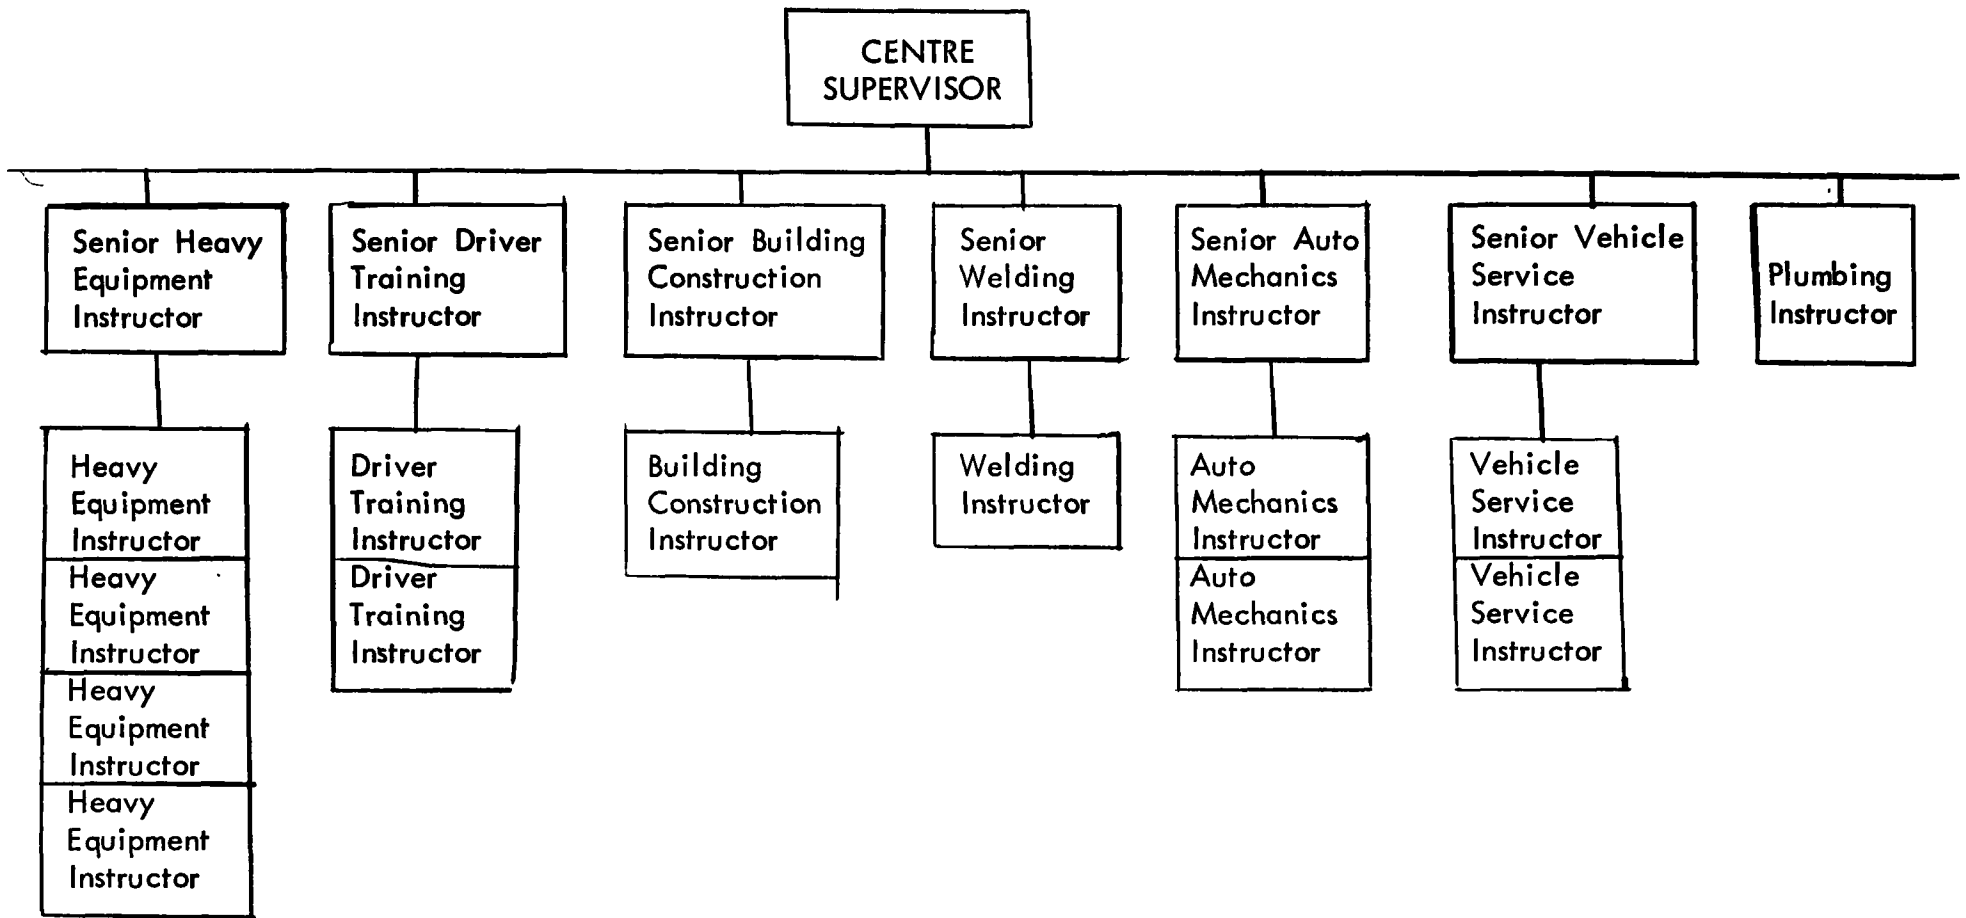 CENTRE
SUPERVISOR
Senior Heavy
Equipment
Instructor
Senior Driver
Training
Instructor
Senior Building
Construction
Instructor
Senior
Welding
Instructor
Senior Auto
Mechanics
Instructor
Senior Vehicle
Service
Instructor
Plumbing
Instructor
Heavy
Equipment
Instructor
Heavy
Equipment
Instructor
Heavy
Equipment
Instructor
Heavy
Equipment
Instructor
Driver
Training
Instructor
Driver
Training
Instructor
Building
Construction
Instructor
Welding
Instructor
Auto
Mechanics
Instructor
Auto
Mechanics
Instructor
Vehicle
Service
Instructor
Vehicle
Service
Instructor